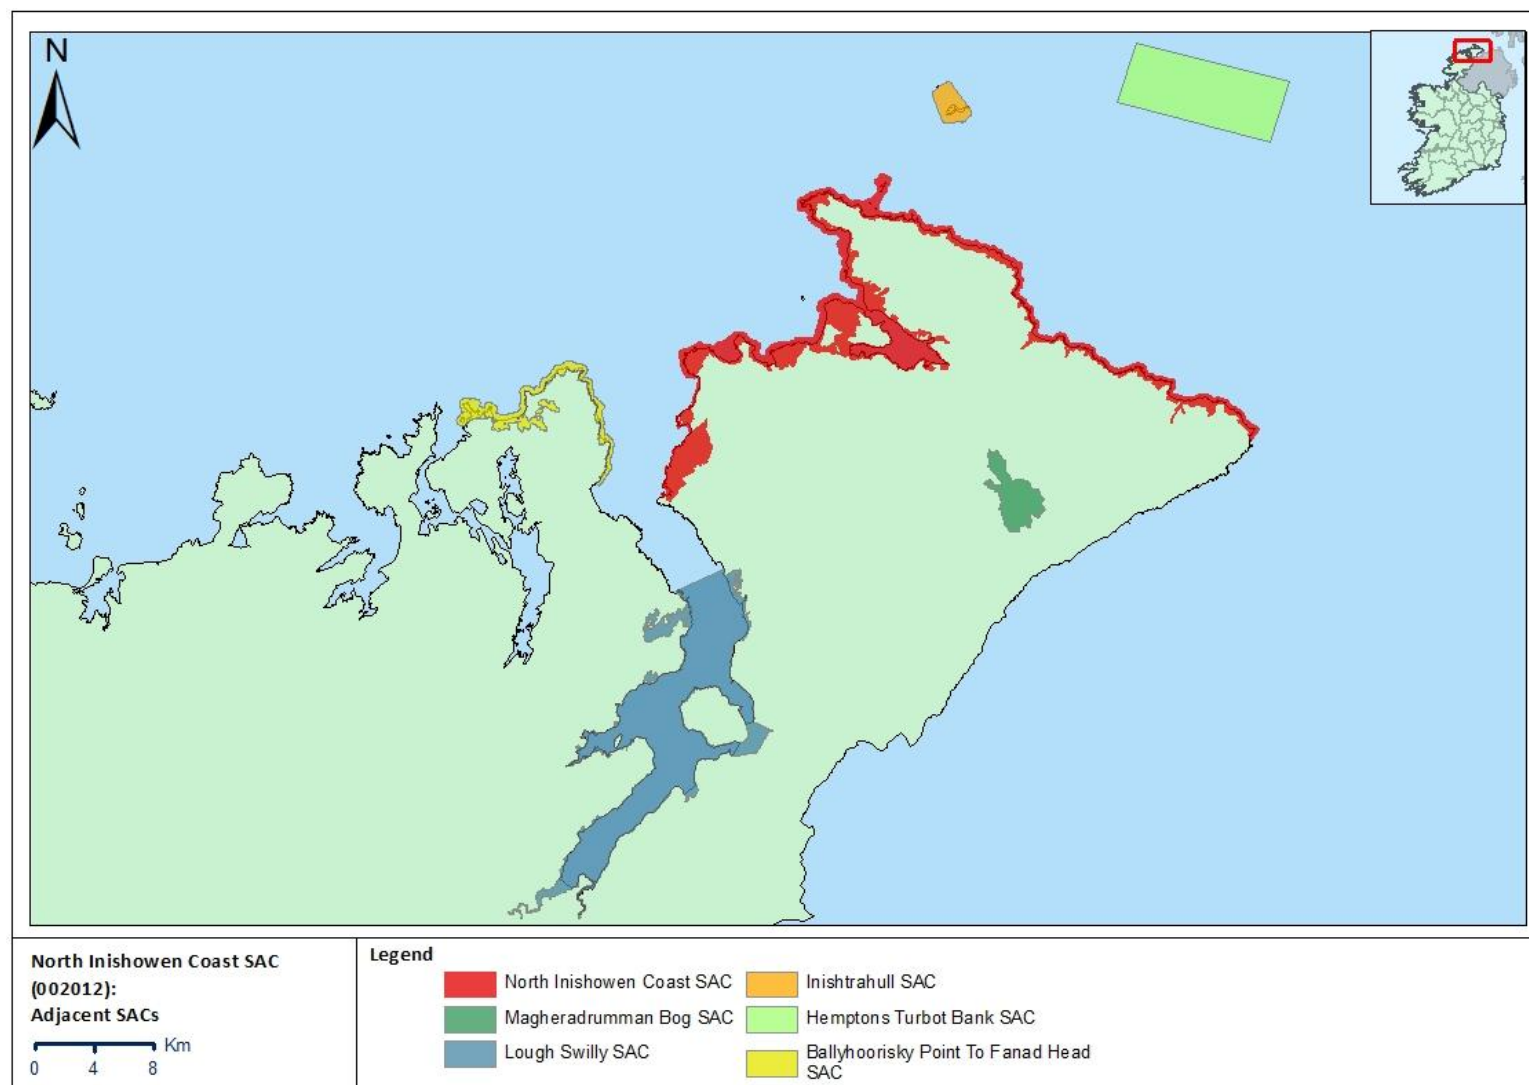 N
North Inishowen Coast SAC
(002012):
Adjacent SACs
Km
0 4 8
Legend
North Inishowen Coast SAC
Magheradrumman Bog SAC
Lough Swilly SAC
Inishtrahull SAC
Hemptons Turbot Bank SAC
Ballyhoorisky Point To Fanad Head
SAC